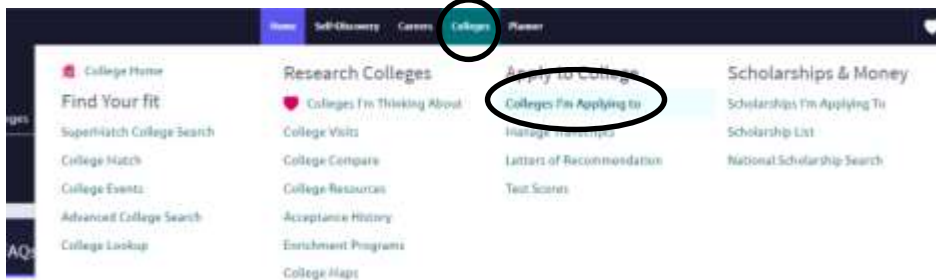 Home Self-Discovery Careers Colleges Planner
College Home
Find Your fit
SuperMatch College Search
College Match
College Events
Advanced College Search
College Lookup
Research Colleges
Colleges I'm Thinking About
College Visits
College Compare
College Resources
Acceptance History
Enrichment Programs
College Maps
Apply to College
Colleges I'm Applying to
Manage Transcripts
Letters of Recommendation
Test Scores
Scholarships & Money
Scholarships I'm Applying To
Scholarship List
National Scholarship Search